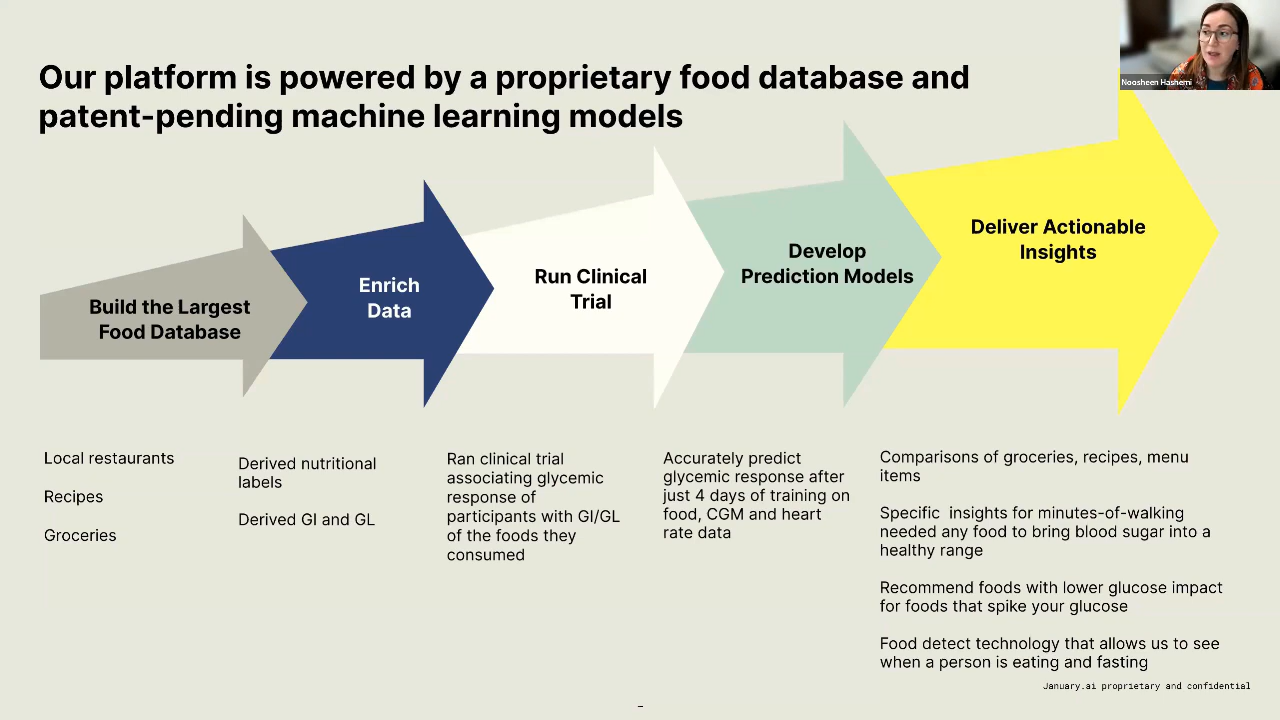 Our platform is powered by a proprietary food database and
patent-pending machine learning models
Noosheen Hashemi
Build the Largest
Food Database
Enrich
Data
Run Clinical
Trial
Develop
Prediction Models
Deliver Actionable
Insights
Local restaurants
Recipes
Groceries
Derived nutritional
labels
Derived GI and GL
Ran clinical trial
associating glycemic
response of
participants with GI/GL
of the foods they
consumed
Accurately predict
glycemic response after
just 4 days of training on
food, CGM and heart
rate data
Comparisons of groceries, recipes, menu
items
Specific insights for minutes-of-walking
needed any food to bring blood sugar into a
healthy range
Recommend foods with lower glucose impact
for foods that spike your glucose
Food detect technology that allows us to see
when a person is eating and fasting
January.ai proprietary and confidential
–